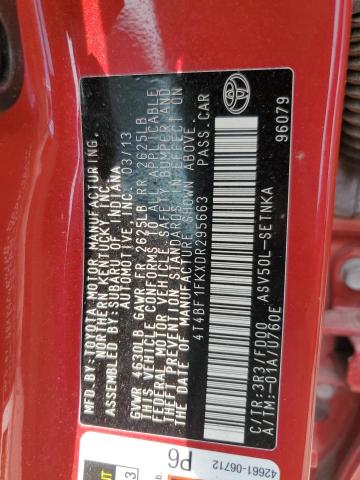 MFD. BY: TOYOTA MOTOR MANUFACTURING,
NORTHERN KENTUCKY, INC.
ASSEMBLED BY: SUBARU OF INDIANA
AUTOMOTIVE, INC. 03/13
GVWR 4630LB GAWR FR 2625LB RR 2625LB
THIS VEHICLE CONFORMS TO ALL APPLICABLE
FEDERAL MOTOR VEHICLE SAFETY, BUMPER, AND
THEFT PREVENTION STANDARDS IN EFFECT ON
THE DATE OF MANUFACTURE SHOWN ABOVE.
4T4BF1FKXDR295663 PASS.CAR
C/TR:3R3/FD00 ASV50L-SETNKA
A/TM:-01A/U760E 96079
P6
42661-06712